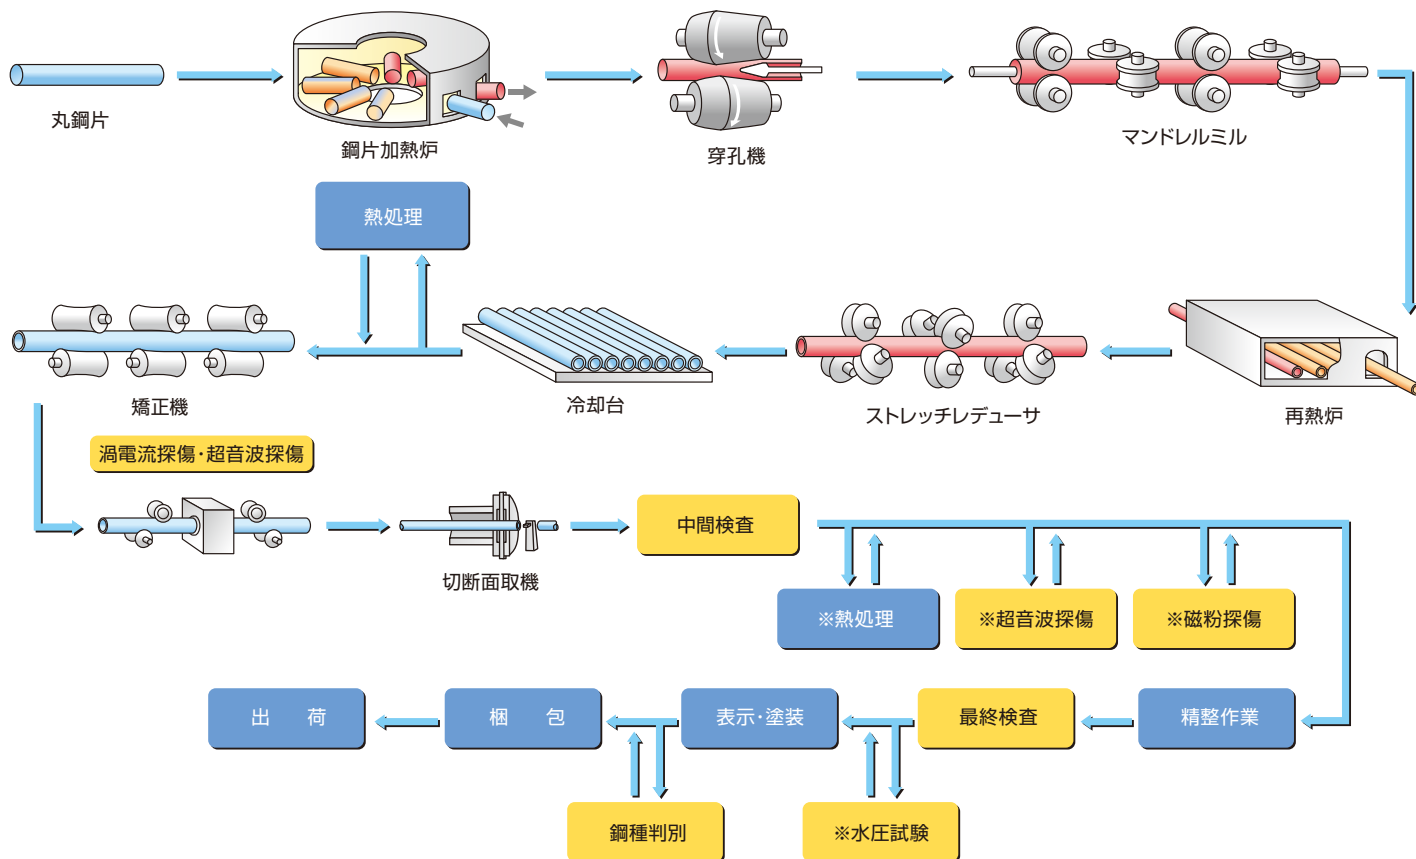 丸鋼片
鋼片加熱炉
穿孔機
マンドレルミル
熱処理
矯正機
冷却台
ストレッチレデューサ
再熱炉
渦電流探傷・超音波探傷
切断面取機
中間検査
※熱処理
※超音波探傷
※磁粉探傷
出　荷
梱　包
表示・塗装
最終検査
精整作業
鋼種判別
※水圧試験